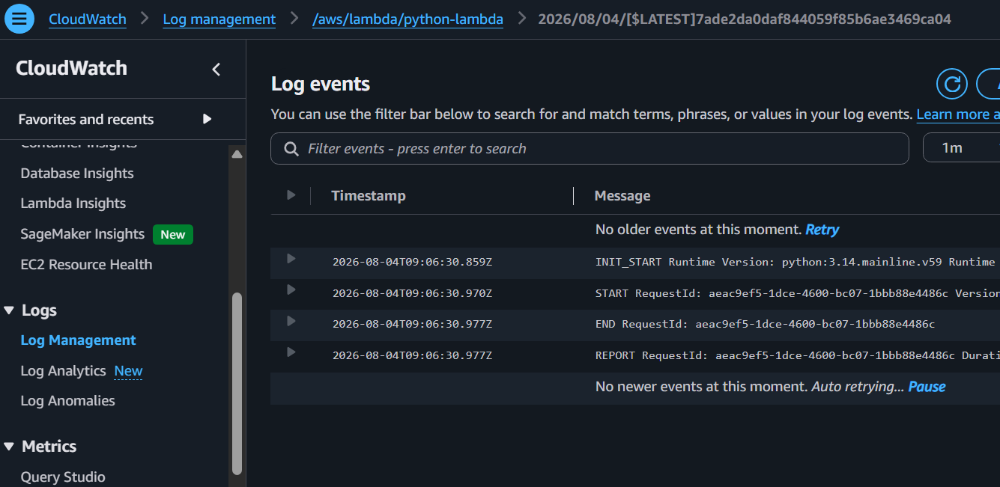 CloudWatch > Log management > /aws/lambda/python-lambda > 2026/08/04/[$LATEST]7ade2da0daf844059f85b6ae3469ca04
CloudWatch
Favorites and recents
Container Insights
Database Insights
Lambda Insights
SageMaker Insights New
EC2 Resource Health
Logs
Log Management
Log Analytics New
Log Anomalies
Metrics
Query Studio
Log events
You can use the filter bar below to search for and match terms, phrases, or values in your log events. Learn more a
Filter events - press enter to search
1m
Timestamp Message
No older events at this moment. Retry
2026-08-04T09:06:30.859Z INIT_START Runtime Version: python:3.14.mainline.v59 Runtime
2026-08-04T09:06:30.970Z START RequestId: aeac9ef5-1dce-4600-bc07-1bbb88e4486c Version
2026-08-04T09:06:30.977Z END RequestId: aeac9ef5-1dce-4600-bc07-1bbb88e4486c
2026-08-04T09:06:30.977Z REPORT RequestId: aeac9ef5-1dce-4600-bc07-1bbb88e4486c Durati
No newer events at this moment. Auto retrying... Pause